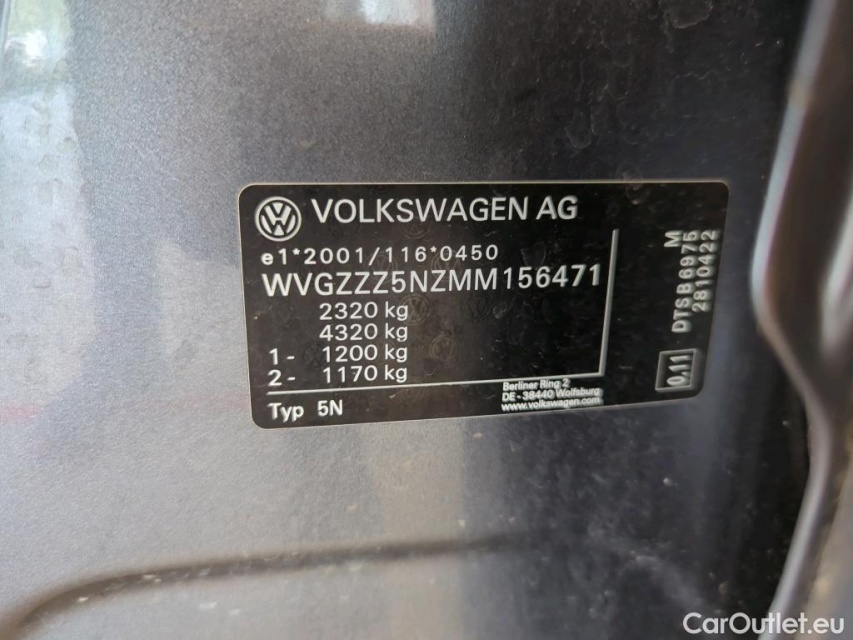 VOLKSWAGEN AG
e1*2001/116*0450
WVGZZZ5NZMM156471
2320 kg
4320 kg
1- 1200 kg
2- 1170 kg
Typ 5N
Berliner Ring 2
DE-38440 Wolfsburg
www.volkswagen.com
M
DTSB6975
2810422
0.11
CarOutlet.eu